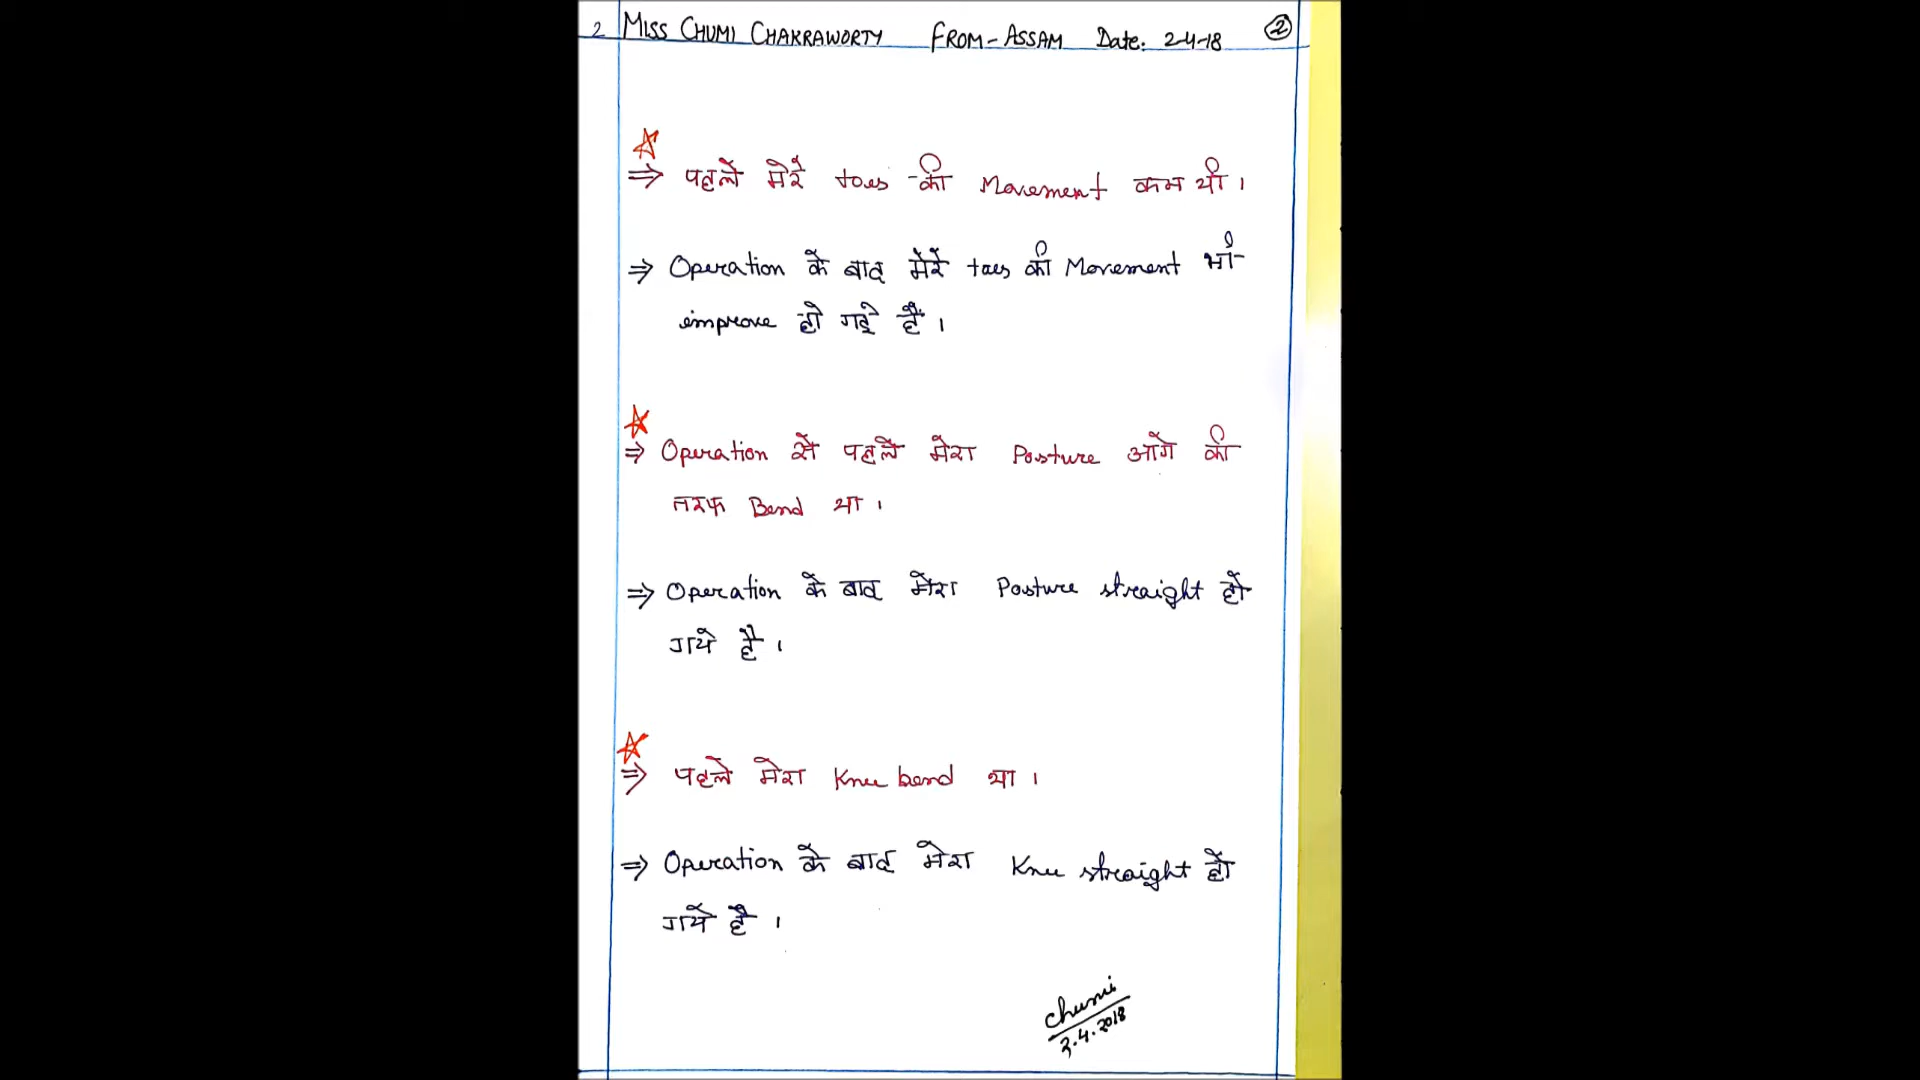 2 MISS CHUMI CHAKRAWORTY FROM-ASSAM Date: 2-4-18 2
⇒ पहले मेरे toes की Movement कम थी।
⇒ Operation के बाद मेरे toes की Movement भी
improve हो गई है।
⇒ Operation से पहले मेरा Posture आगे की
तरफ Bend था।
⇒ Operation के बाद मेरा Posture straight हो
गये है।
⇒ पहले मेरा Knee bend था।
⇒ Operation के बाद मेरा Knee straight हो
गये है।
Chumi
2.4.2018